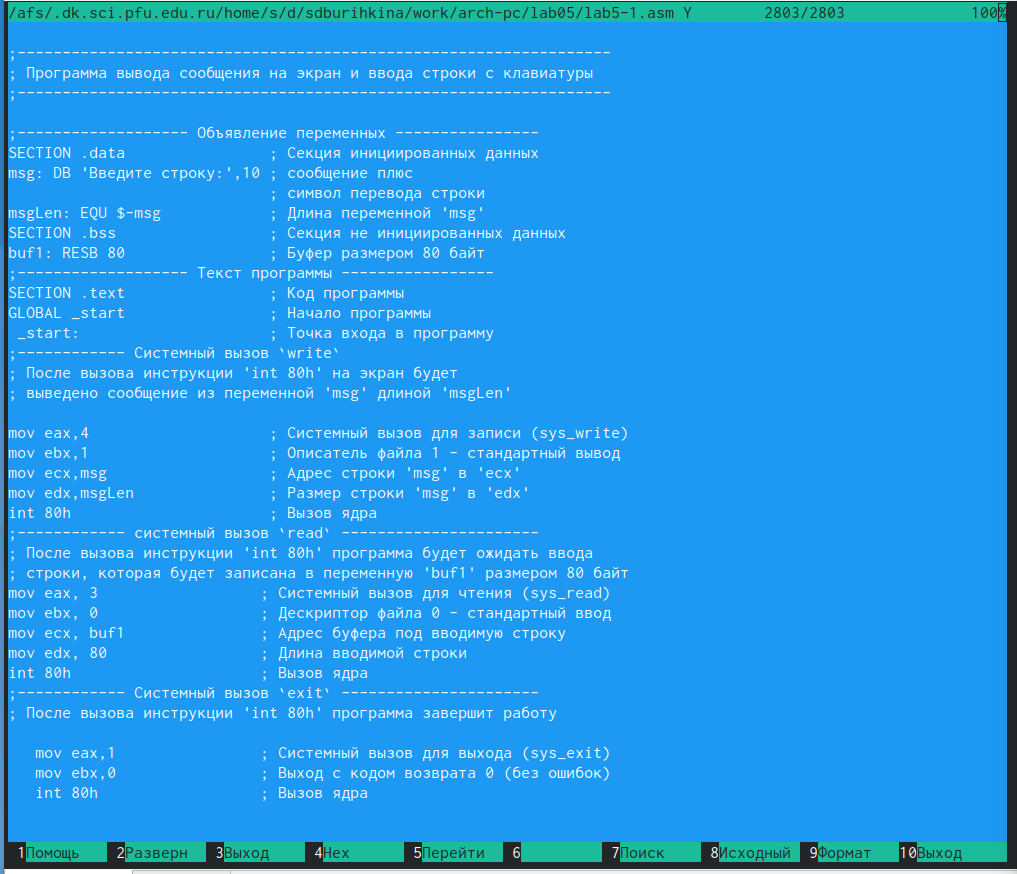 /afs/.dk.sci.pfu.edu.ru/home/s/d/sdburihkina/work/arch-pc/lab05/lab5-1.asm Y 2803/2803 100%
;------------------------------------------------------------------
; Программа вывода сообщения на экран и ввода строки с клавиатуры
;------------------------------------------------------------------
;------------------- Объявление переменных ----------------
SECTION .data ; Секция инициированных данных
msg: DB 'Введите строку:',10 ; сообщение плюс
; символ перевода строки
msgLen: EQU $-msg ; Длина переменной 'msg'
SECTION .bss ; Секция не инициированных данных
buf1: RESB 80 ; Буфер размером 80 байт
;------------------- Текст программы -----------------
SECTION .text ; Код программы
GLOBAL _start ; Начало программы
_start: ; Точка входа в программу
;------------ Системный вызов `write`
; После вызова инструкции 'int 80h' на экран будет
; выведено сообщение из переменной 'msg' длиной 'msgLen'
mov eax,4 ; Системный вызов для записи (sys_write)
mov ebx,1 ; Описатель файла 1 - стандартный вывод
mov ecx,msg ; Адрес строки 'msg' в 'ecx'
mov edx,msgLen ; Размер строки 'msg' в 'edx'
int 80h ; Вызов ядра
;------------ системный вызов `read` ----------------------
; После вызова инструкции 'int 80h' программа будет ожидать ввода
; строки, которая будет записана в переменную 'buf1' размером 80 байт
mov eax, 3 ; Системный вызов для чтения (sys_read)
mov ebx, 0 ; Дескриптор файла 0 - стандартный ввод
mov ecx, buf1 ; Адрес буфера под вводимую строку
mov edx, 80 ; Длина вводимой строки
int 80h ; Вызов ядра
;------------ Системный вызов `exit` ----------------------
; После вызова инструкции 'int 80h' программа завершит работу
mov eax,1 ; Системный вызов для выхода (sys_exit)
mov ebx,0 ; Выход с кодом возврата 0 (без ошибок)
int 80h ; Вызов ядра
1Помощь 2Разверн 3Выход 4Hex 5Перейти 6 7Поиск 8Исходный 9Формат 10Выход